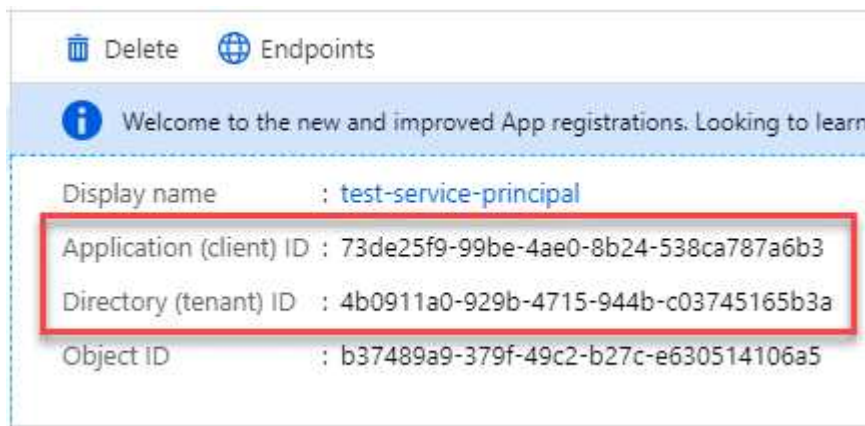 Delete Endpoints
Welcome to the new and improved App registrations. Looking to learn
Display name : test-service-principal
Application (client) ID : 73de25f9-99be-4ae0-8b24-538ca787a6b3
Directory (tenant) ID : 4b0911a0-929b-4715-944b-c03745165b3a
Object ID : b37489a9-379f-49c2-b27c-e630514106a5